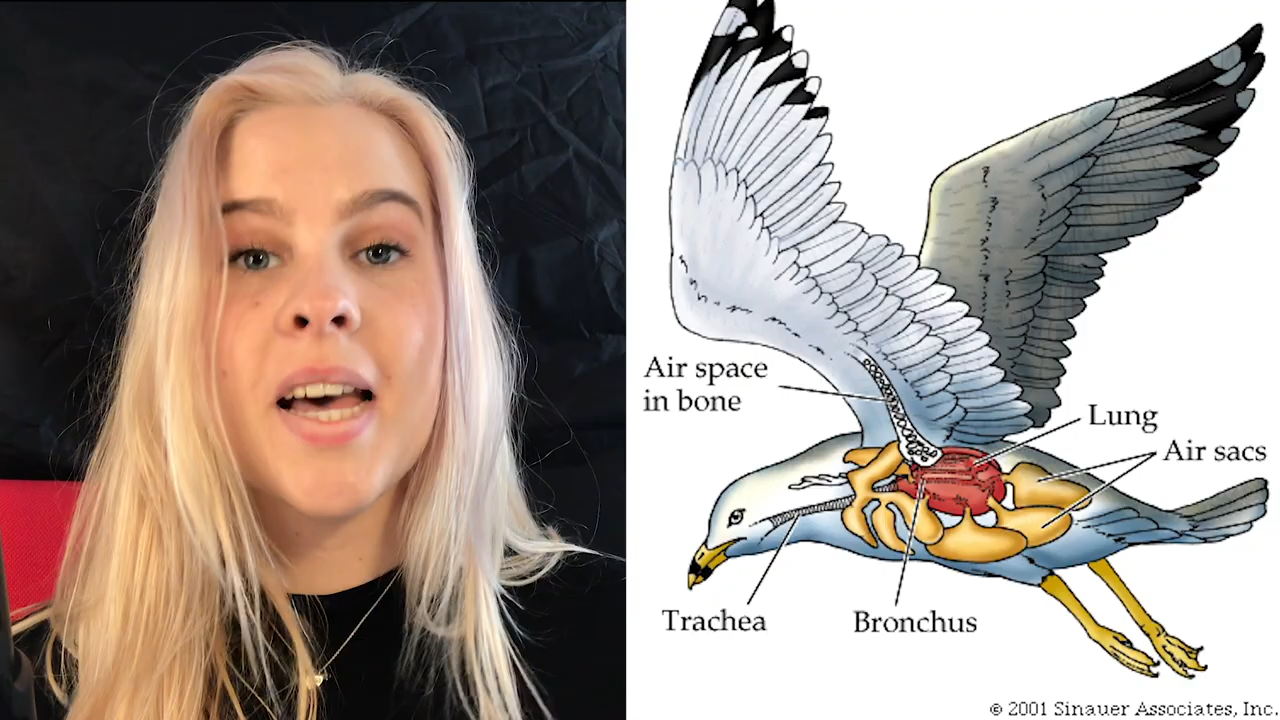 Air space
in bone
Lung
Air sacs
Trachea
Bronchus
© 2001 Sinauer Associates, Inc.